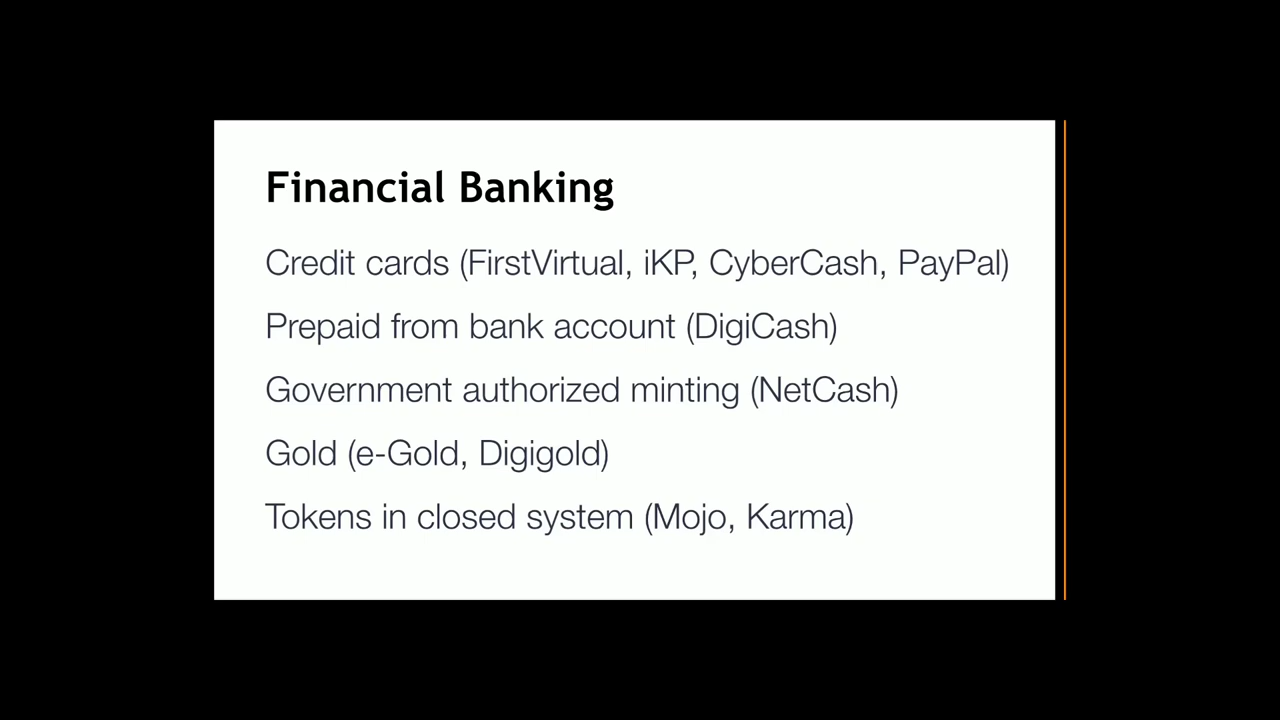 Financial Banking
Credit cards (FirstVirtual, iKP, CyberCash, PayPal)
Prepaid from bank account (DigiCash)
Government authorized minting (NetCash)
Gold (e-Gold, Digigold)
Tokens in closed system (Mojo, Karma)